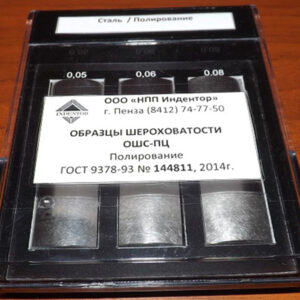 Сталь / Полирование
0,05 0,06 0,08
ООО «НПП Индентор»
г. Пенза (8412) 74-77-50
INDENTOR
ОБРАЗЦЫ ШЕРОХОВАТОСТИ
ОШС-ПЦ
Полирование
ГОСТ 9378-93 № 144811, 2014г.